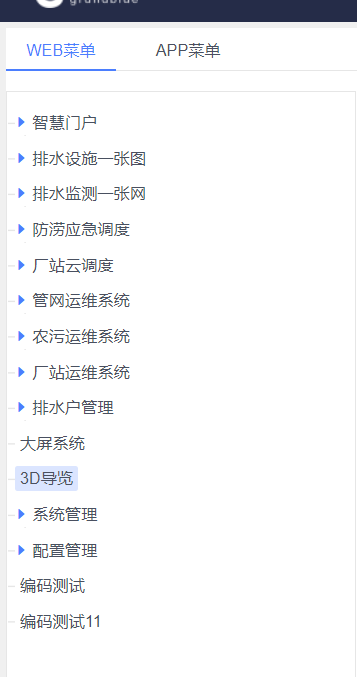 grandblue
WEB菜单 APP菜单
智慧门户
排水设施一张图
排水监测一张网
防涝应急调度
厂站云调度
管网运维系统
农污运维系统
厂站运维系统
排水户管理
大屏系统
3D导览
系统管理
配置管理
编码测试
编码测试11